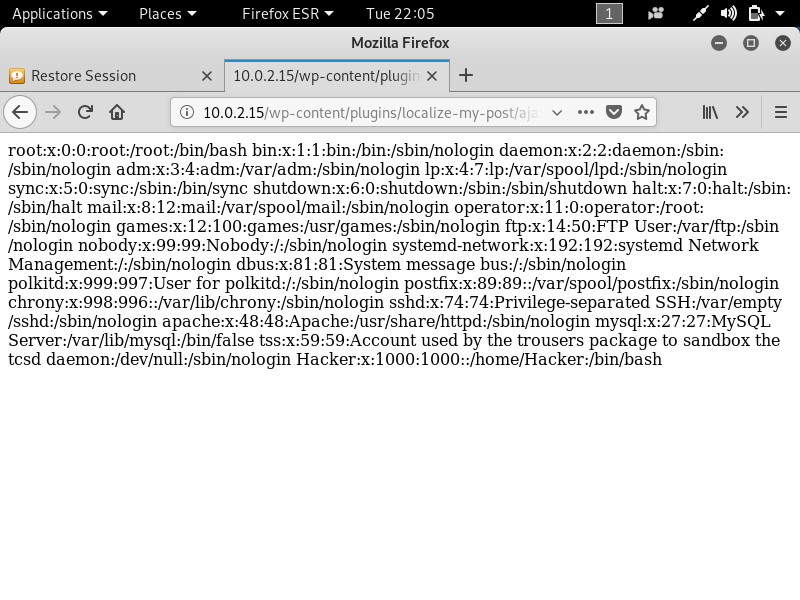 Applications Places Firefox ESR Tue 22:05 1
Mozilla Firefox
Restore Session 10.0.2.15/wp-content/plugin
10.0.2.15/wp-content/plugins/localize-my-post/aja
root:x:0:0:root:/root:/bin/bash bin:x:1:1:bin:/bin:/sbin/nologin daemon:x:2:2:daemon:/sbin:
/sbin/nologin adm:x:3:4:adm:/var/adm:/sbin/nologin lp:x:4:7:lp:/var/spool/lpd:/sbin/nologin
sync:x:5:0:sync:/sbin:/bin/sync shutdown:x:6:0:shutdown:/sbin:/sbin/shutdown halt:x:7:0:halt:/sbin:
/sbin/halt mail:x:8:12:mail:/var/spool/mail:/sbin/nologin operator:x:11:0:operator:/root:
/sbin/nologin games:x:12:100:games:/usr/games:/sbin/nologin ftp:x:14:50:FTP User:/var/ftp:/sbin
/nologin nobody:x:99:99:Nobody:/:/sbin/nologin systemd-network:x:192:192:systemd Network
Management:/:/sbin/nologin dbus:x:81:81:System message bus:/:/sbin/nologin
polkitd:x:999:997:User for polkitd:/:/sbin/nologin postfix:x:89:89::/var/spool/postfix:/sbin/nologin
chrony:x:998:996::/var/lib/chrony:/sbin/nologin sshd:x:74:74:Privilege-separated SSH:/var/empty
/sshd:/sbin/nologin apache:x:48:48:Apache:/usr/share/httpd:/sbin/nologin mysql:x:27:27:MySQL
Server:/var/lib/mysql:/bin/false tss:x:59:59:Account used by the trousers package to sandbox the
tcsd daemon:/dev/null:/sbin/nologin Hacker:x:1000:1000::/home/Hacker:/bin/bash